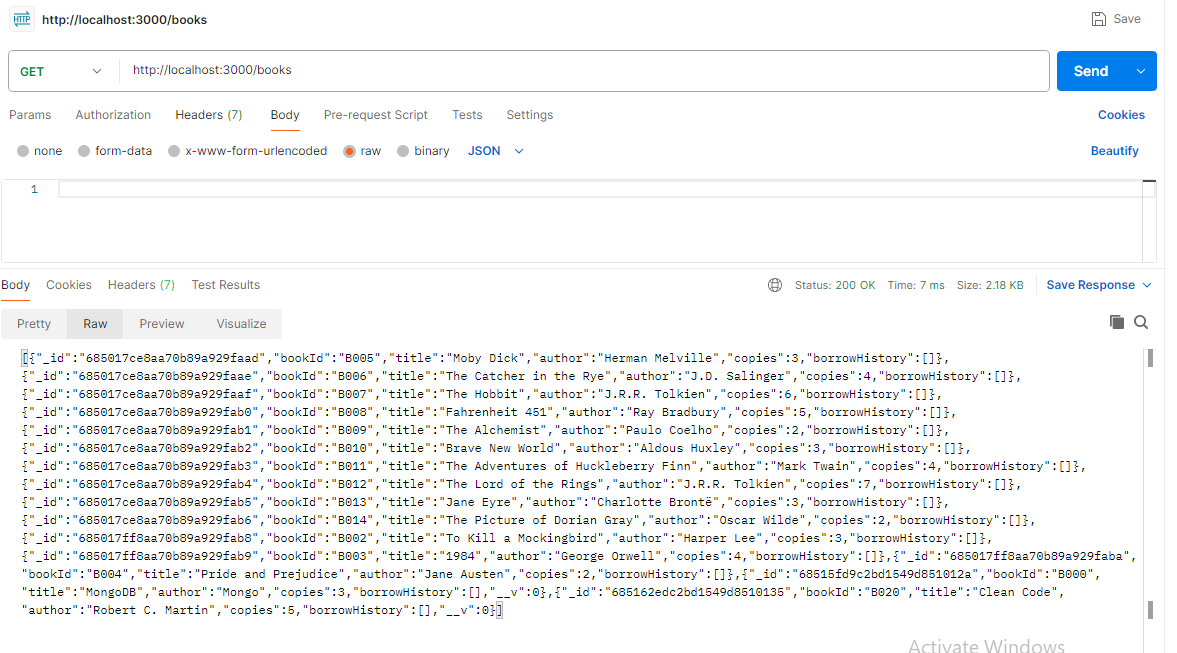 HTTP http://localhost:3000/books Save
GET http://localhost:3000/books Send
Params Authorization Headers (7) Body Pre-request Script Tests Settings Cookies
none form-data x-www-form-urlencoded raw binary JSON Beautify
1
Body Cookies Headers (7) Test Results Status: 200 OK Time: 7 ms Size: 2.18 KB Save Response
Pretty Raw Preview Visualize
[{"_id":"685017ce8aa70b89a929faad","bookId":"B005","title":"Moby Dick","author":"Herman Melville","copies":3,"borrowHistory":[]},
{"_id":"685017ce8aa70b89a929faae","bookId":"B006","title":"The Catcher in the Rye","author":"J.D. Salinger","copies":4,"borrowHistory":[]},
{"_id":"685017ce8aa70b89a929faaf","bookId":"B007","title":"The Hobbit","author":"J.R.R. Tolkien","copies":6,"borrowHistory":[]},
{"_id":"685017ce8aa70b89a929fab0","bookId":"B008","title":"Fahrenheit 451","author":"Ray Bradbury","copies":5,"borrowHistory":[]},
{"_id":"685017ce8aa70b89a929fab1","bookId":"B009","title":"The Alchemist","author":"Paulo Coelho","copies":2,"borrowHistory":[]},
{"_id":"685017ce8aa70b89a929fab2","bookId":"B010","title":"Brave New World","author":"Aldous Huxley","copies":3,"borrowHistory":[]},
{"_id":"685017ce8aa70b89a929fab3","bookId":"B011","title":"The Adventures of Huckleberry Finn","author":"Mark Twain","copies":4,"borrowHistory":[]},
{"_id":"685017ce8aa70b89a929fab4","bookId":"B012","title":"The Lord of the Rings","author":"J.R.R. Tolkien","copies":7,"borrowHistory":[]},
{"_id":"685017ce8aa70b89a929fab5","bookId":"B013","title":"Jane Eyre","author":"Charlotte Brontë","copies":3,"borrowHistory":[]},
{"_id":"685017ce8aa70b89a929fab6","bookId":"B014","title":"The Picture of Dorian Gray","author":"Oscar Wilde","copies":2,"borrowHistory":[]},
{"_id":"685017ff8aa70b89a929fab8","bookId":"B002","title":"To Kill a Mockingbird","author":"Harper Lee","copies":3,"borrowHistory":[]},
{"_id":"685017ff8aa70b89a929fab9","bookId":"B003","title":"1984","author":"George Orwell","copies":4,"borrowHistory":[]},{"_id":"685017ff8aa70b89a929faba",
"bookId":"B004","title":"Pride and Prejudice","author":"Jane Austen","copies":2,"borrowHistory":[]},{"_id":"68515fd9c2bd1549d851012a","bookId":"B000",
"title":"MongoDB","author":"Mongo","copies":3,"borrowHistory":[],"__v":0},{"_id":"685162edc2bd1549d8510135","bookId":"B020","title":"Clean Code",
"author":"Robert C. Martin","copies":5,"borrowHistory":[],"__v":0}]
Activate Windows